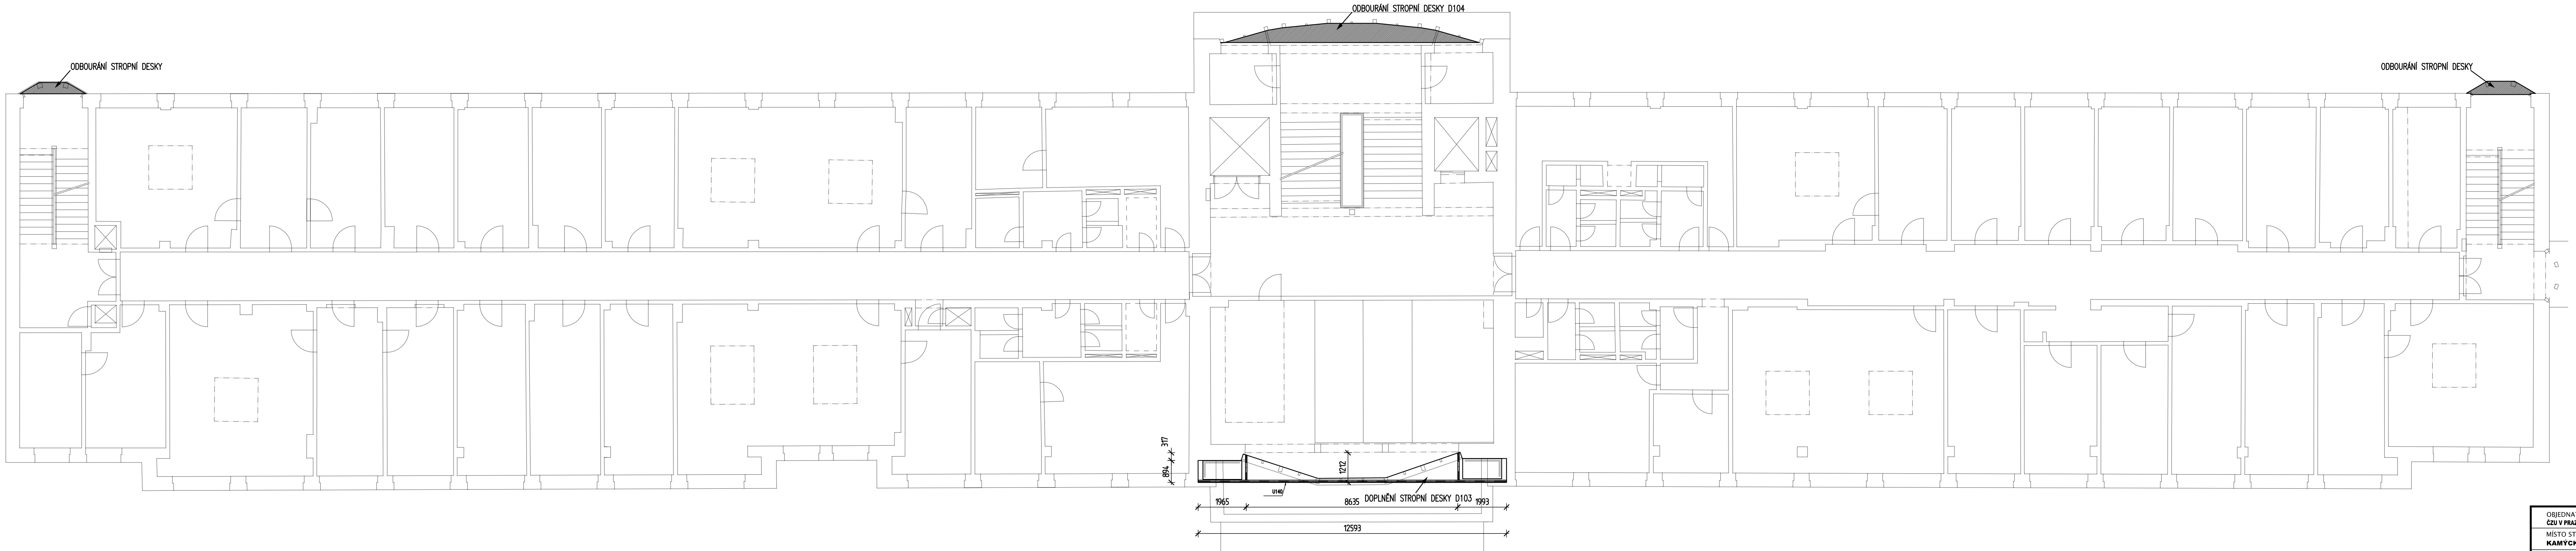 ODBOURÁNÍ STROPNÍ DESKY D104
ODBOURÁNÍ STROPNÍ DESKY
ODBOURÁNÍ STROPNÍ DESKY
317
894
1212
U140
DOPLNĚNÍ STROPNÍ DESKY D103
1965
8635
1993
12593
OBJEDNAT
ČZU V PRAZ
MÍSTO ST
KAMÝCK